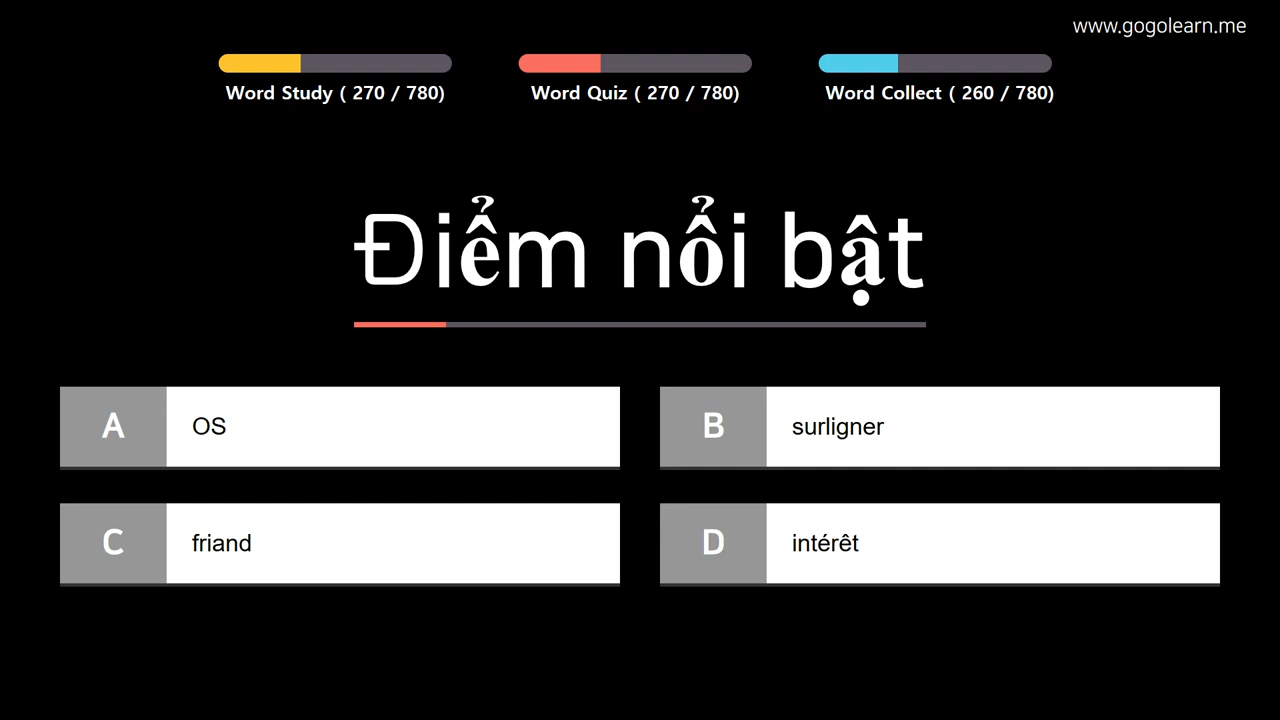 www.gogolearn.me
Word Study ( 270 / 780)
Word Quiz ( 270 / 780)
Word Collect ( 260 / 780)
Điểm nổi bật
A OS
B surligner
C friand
D intérêt